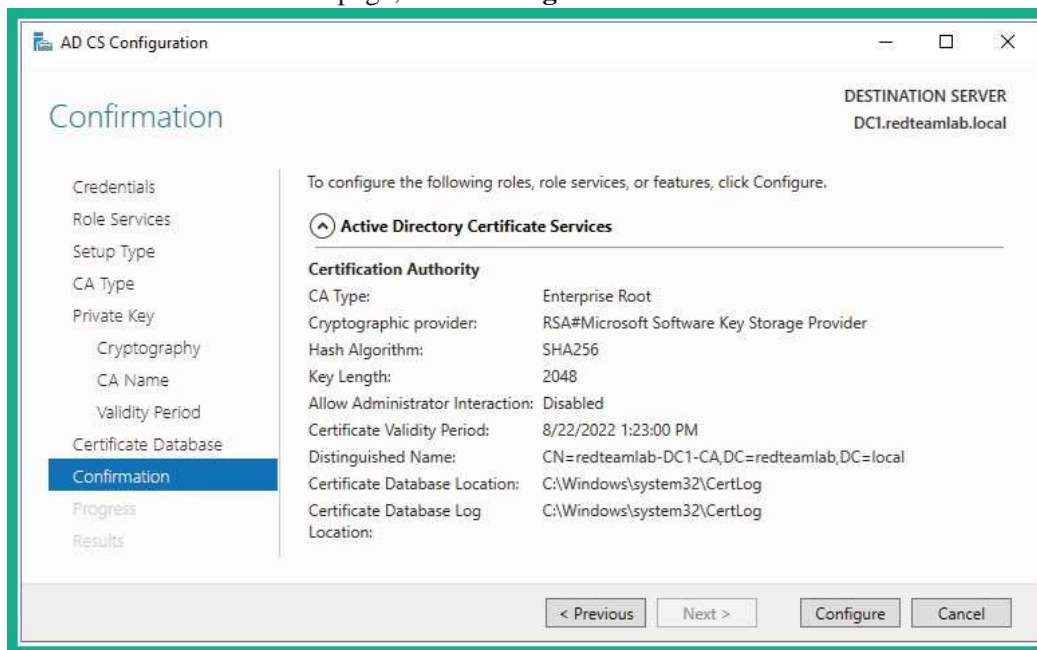 AD CS Configuration
Confirmation
DESTINATION SERVER
DC1.redteamlab.local
Credentials
Role Services
Setup Type
CA Type
Private Key
Cryptography
CA Name
Validity Period
Certificate Database
Confirmation
Progress
Results
To configure the following roles, role services, or features, click Configure.
Active Directory Certificate Services
Certification Authority
CA Type: Enterprise Root
Cryptographic provider: RSA#Microsoft Software Key Storage Provider
Hash Algorithm: SHA256
Key Length: 2048
Allow Administrator Interaction: Disabled
Certificate Validity Period: 8/22/2022 1:23:00 PM
Distinguished Name: CN=redteamlab-DC1-CA,DC=redteamlab,DC=local
Certificate Database Location: C:\Windows\system32\CertLog
Certificate Database Log C:\Windows\system32\CertLog
Location:
< Previous Next > Configure Cancel